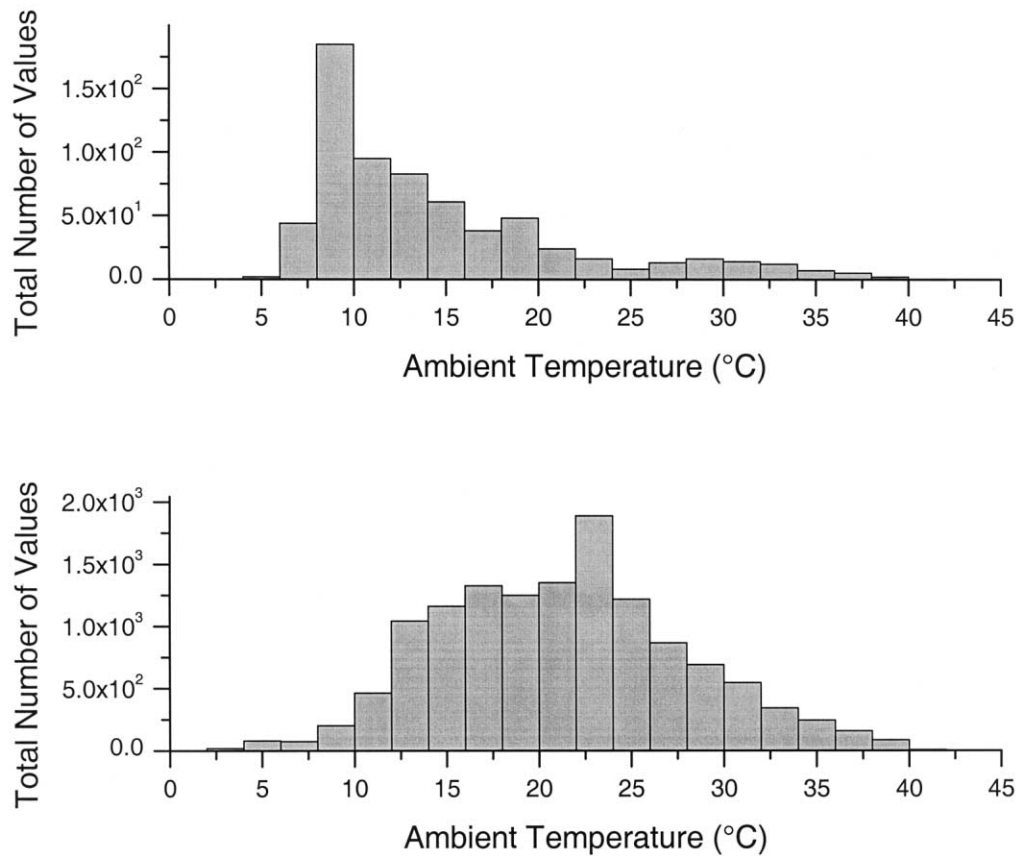 Total Number of Values
1.5x10²
1.0x10²
5.0x10¹
0.0
0 5 10 15 20 25 30 35 40 45
Ambient Temperature (°C)
Total Number of Values
2.0x10³
1.5x10³
1.0x10³
5.0x10²
0.0
0 5 10 15 20 25 30 35 40 45
Ambient Temperature (°C)